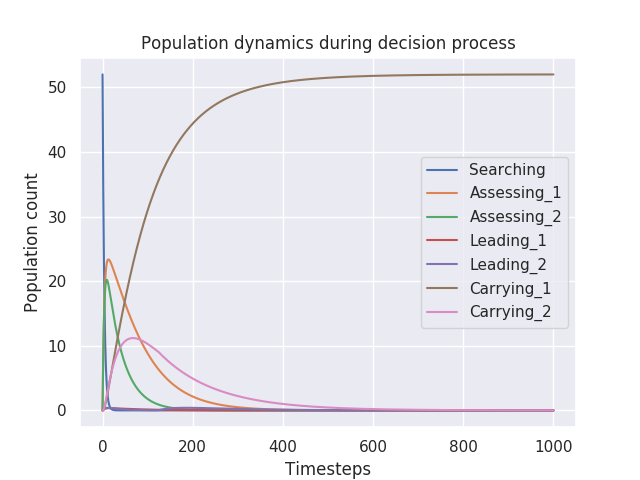 Population dynamics during decision process
Population count
50
40
30
20
10
0
Searching
Assessing_1
Assessing_2
Leading_1
Leading_2
Carrying_1
Carrying_2
0 200 400 600 800 1000
Timesteps